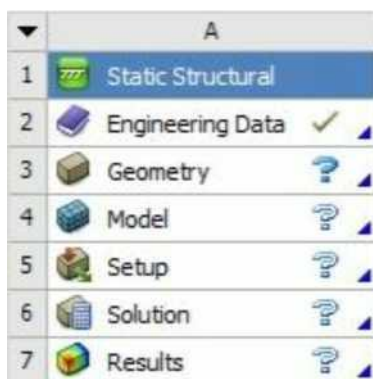 A
1 Static Structural
2 Engineering Data
3 Geometry
4 Model
5 Setup
6 Solution
7 Results